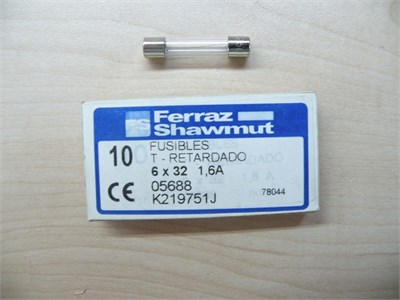 Ferraz
Shawmut
10 FUSIBLES
T - RETARDADO
6 x 32 1,6A
CE 05688
78044
K219751J